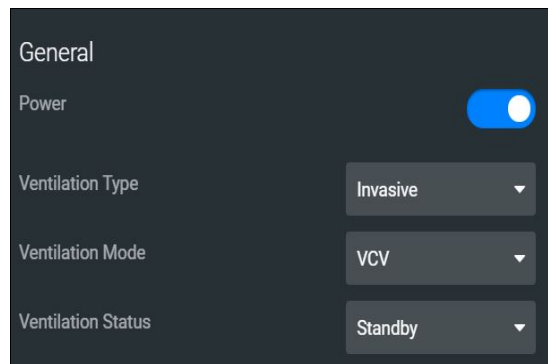 General
Power
Ventilation Type Invasive
Ventilation Mode VCV
Ventilation Status Standby